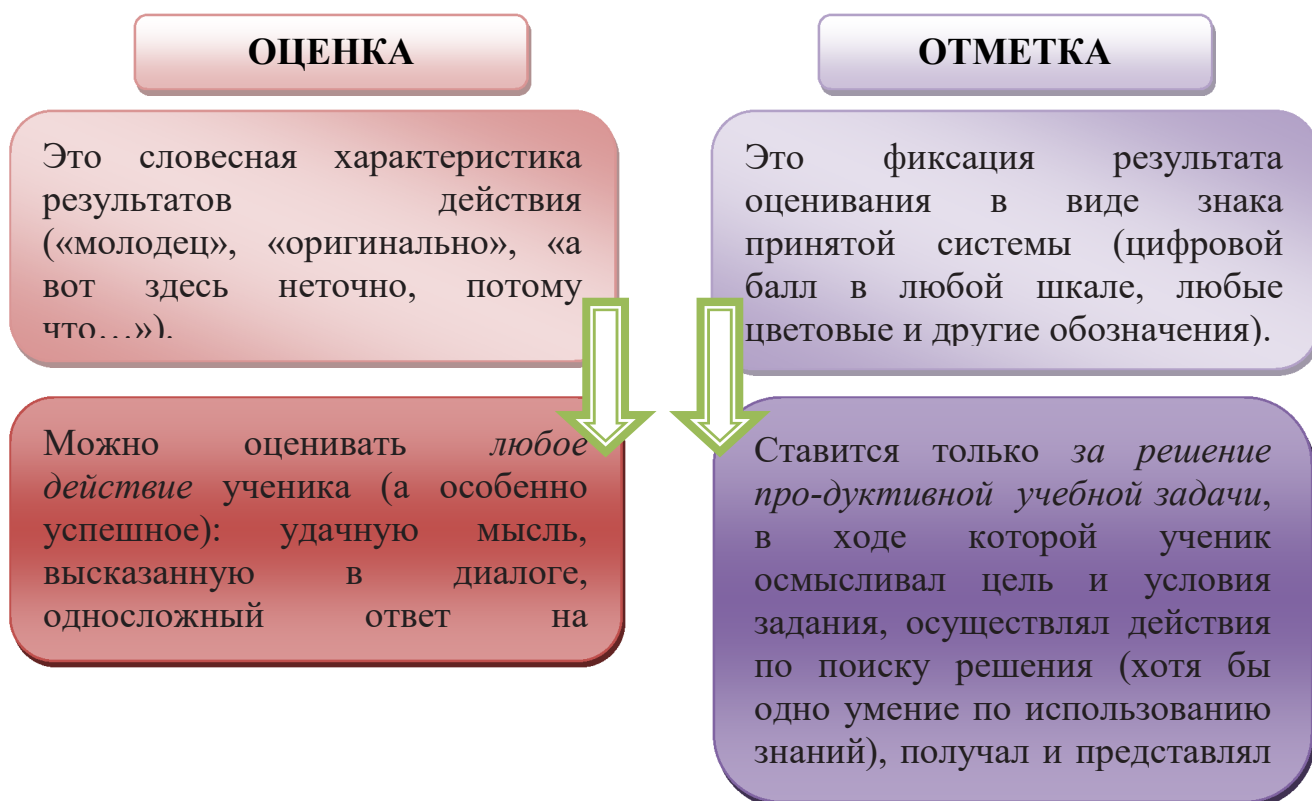 ОЦЕНКА
Это словесная характеристика
результатов действия
(«молодец», «оригинально», «а
вот здесь неточно, потому
что…»).
Можно оценивать любое
действие ученика (а особенно
успешное): удачную мысль,
высказанную в диалоге,
односложный ответ на
ОТМЕТКА
Это фиксация результата
оценивания в виде знака
принятой системы (цифровой
балл в любой шкале, любые
цветовые и другие обозначения).
Ставится только за решение
про-дуктивной учебной задачи,
в ходе которой ученик
осмысливал цель и условия
задания, осуществлял действия
по поиску решения (хотя бы
одно умение по использованию
знаний), получал и представлял